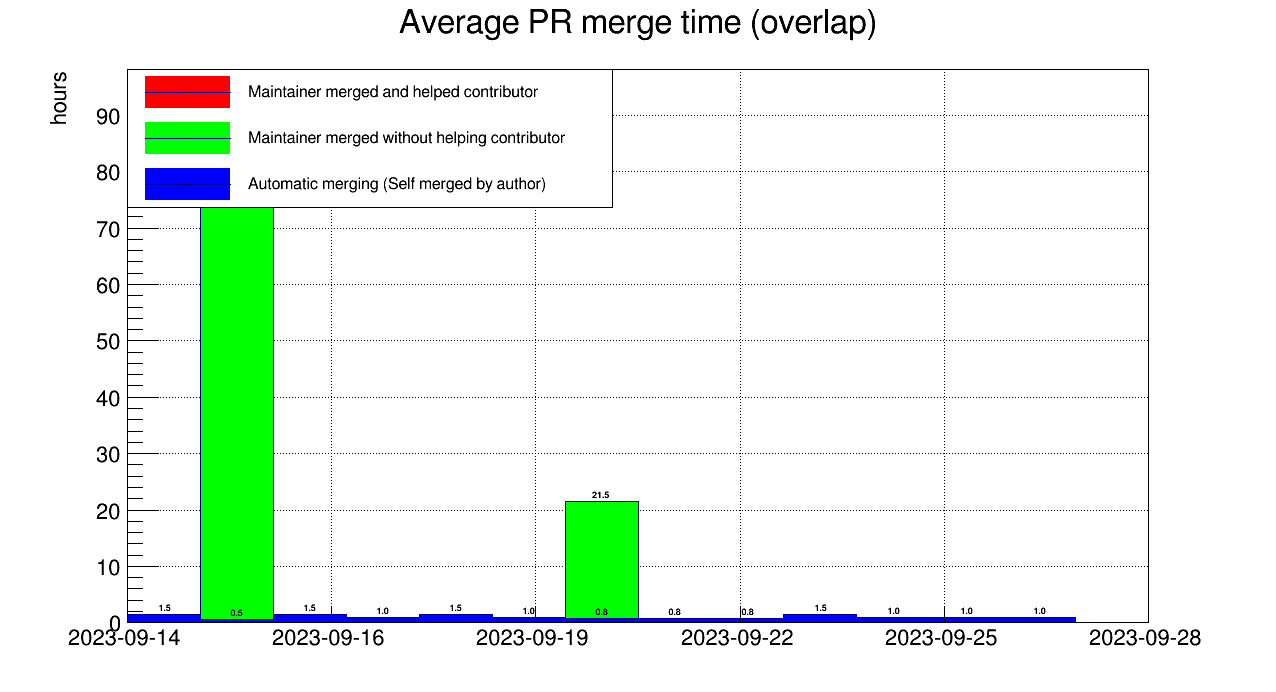 Average PR merge time (overlap)
hours
Maintainer merged and helped contributor
Maintainer merged without helping contributor
Automatic merging (Self merged by author)
90
80
70
60
50
40
30
20
10
0
21.5
1.5 0.5 1.5 1.0 1.5 1.0 0.8 0.8 0.8 1.5 1.0 1.0 1.0
2023-09-14 2023-09-16 2023-09-19 2023-09-22 2023-09-25 2023-09-28